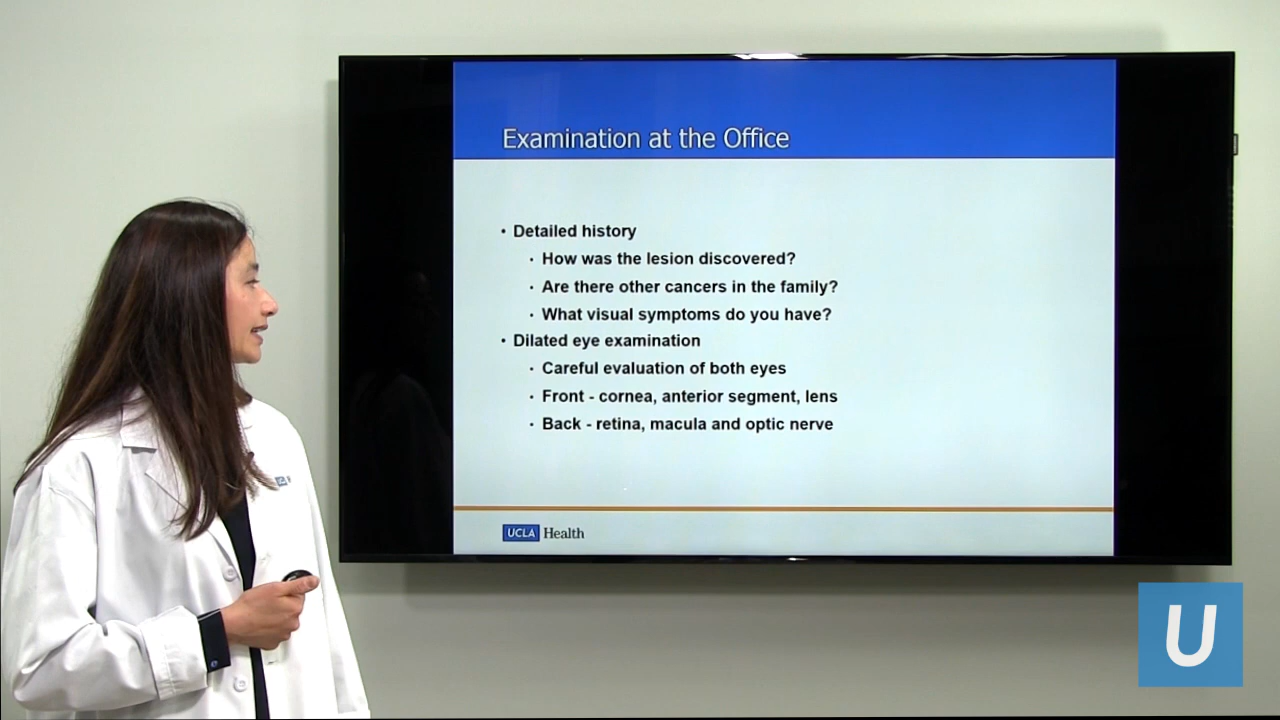 Examination at the Office
• Detailed history
• How was the lesion discovered?
• Are there other cancers in the family?
• What visual symptoms do you have?
• Dilated eye examination
• Careful evaluation of both eyes
• Front - cornea, anterior segment, lens
• Back - retina, macula and optic nerve
UCLA Health
U